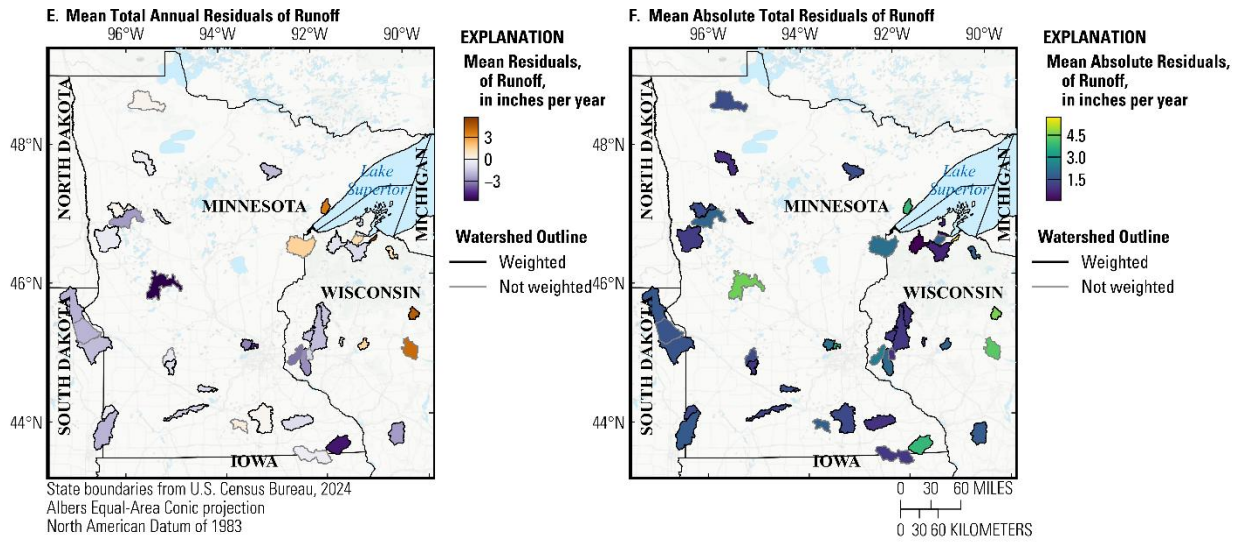 E. Mean Total Annual Residuals of Runoff
96°W 94°W 92°W 90°W
48°N
46°N
44°N
NORTH DAKOTA
SOUTH DAKOTA
MINNESOTA
Lake
Superior
MICHIGAN
WISCONSIN
IOWA
EXPLANATION
Mean Residuals,
of Runoff,
in inches per year
3
0
−3
Watershed Outline
Weighted
Not weighted
State boundaries from U.S. Census Bureau, 2024
Albers Equal-Area Conic projection
North American Datum of 1983
F. Mean Absolute Total Residuals of Runoff
96°W 94°W 92°W 90°W
48°N
46°N
44°N
NORTH DAKOTA
SOUTH DAKOTA
MINNESOTA
Lake
Superior
MICHIGAN
WISCONSIN
IOWA
EXPLANATION
Mean Absolute Residuals,
of Runoff,
in inches per year
4.5
3.0
1.5
Watershed Outline
Weighted
Not weighted
0 30 60 MILES
0 30 60 KILOMETERS